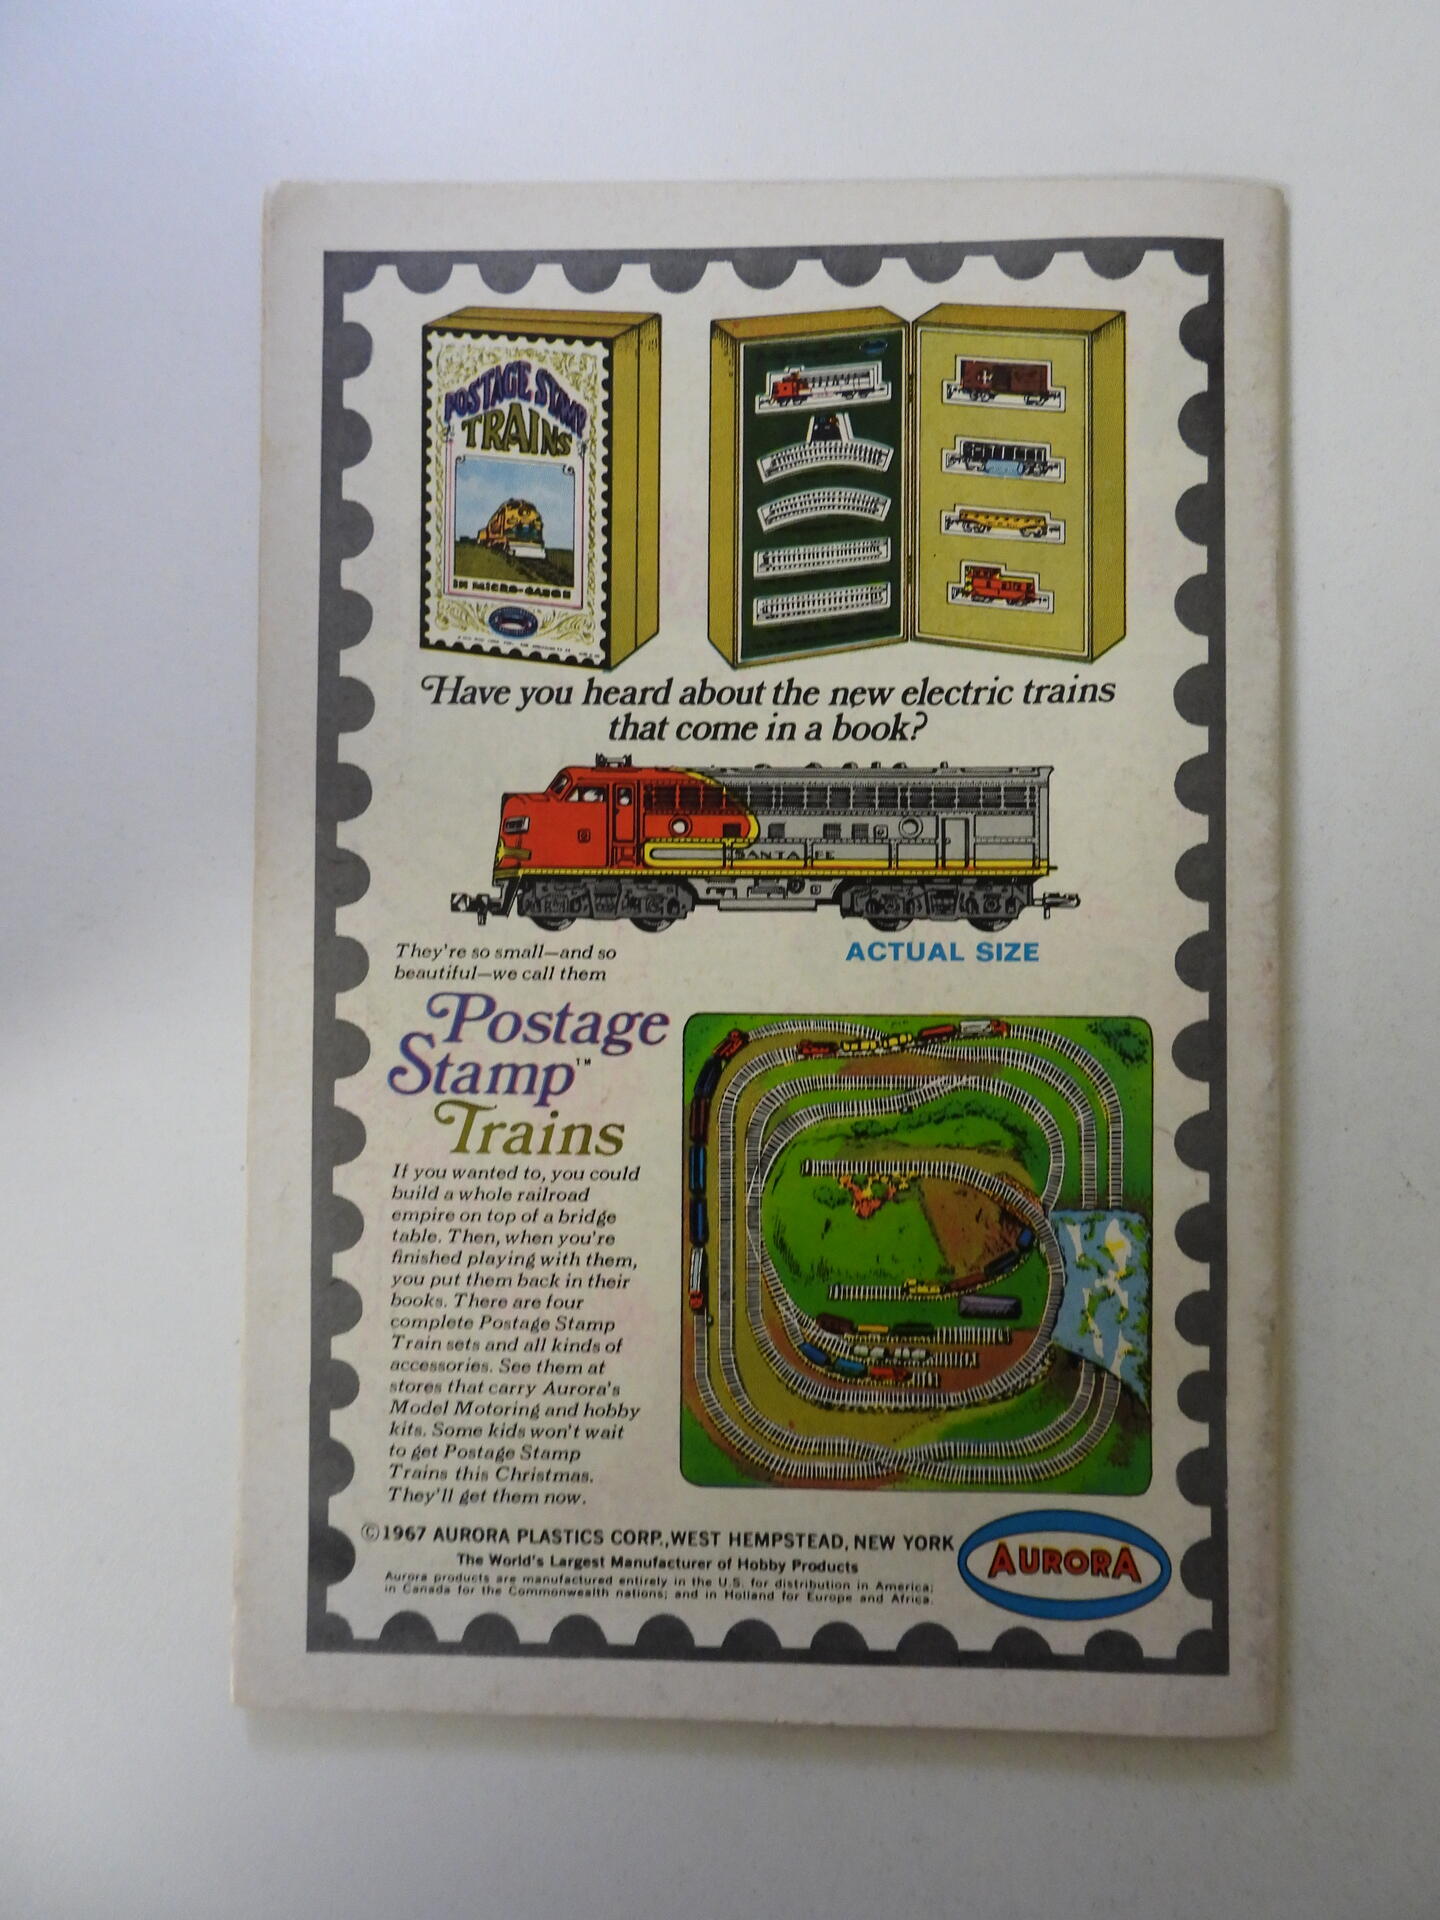 POSTAGE STAMP
TRAINS
IN MICRO-GAUGE
Have you heard about the new electric trains
that come in a book?
SANTA FE
They're so small—and so
beautiful—we call them
ACTUAL SIZE
Postage
Stamp™
Trains
If you wanted to, you could
build a whole railroad
empire on top of a bridge
table. Then, when you're
finished playing with them,
you put them back in their
books. There are four
complete Postage Stamp
Train sets and all kinds of
accessories. See them at
stores that carry Aurora's
Model Motoring and hobby
kits. Some kids won't wait
to get Postage Stamp
Trains this Christmas.
They'll get them now.
©1967 AURORA PLASTICS CORP., WEST HEMPSTEAD, NEW YORK
The World's Largest Manufacturer of Hobby Products
Aurora products are manufactured entirely in the U.S. for distribution in America;
in Canada for the Commonwealth nations; and in Holland for Europe and Africa.
AURORA